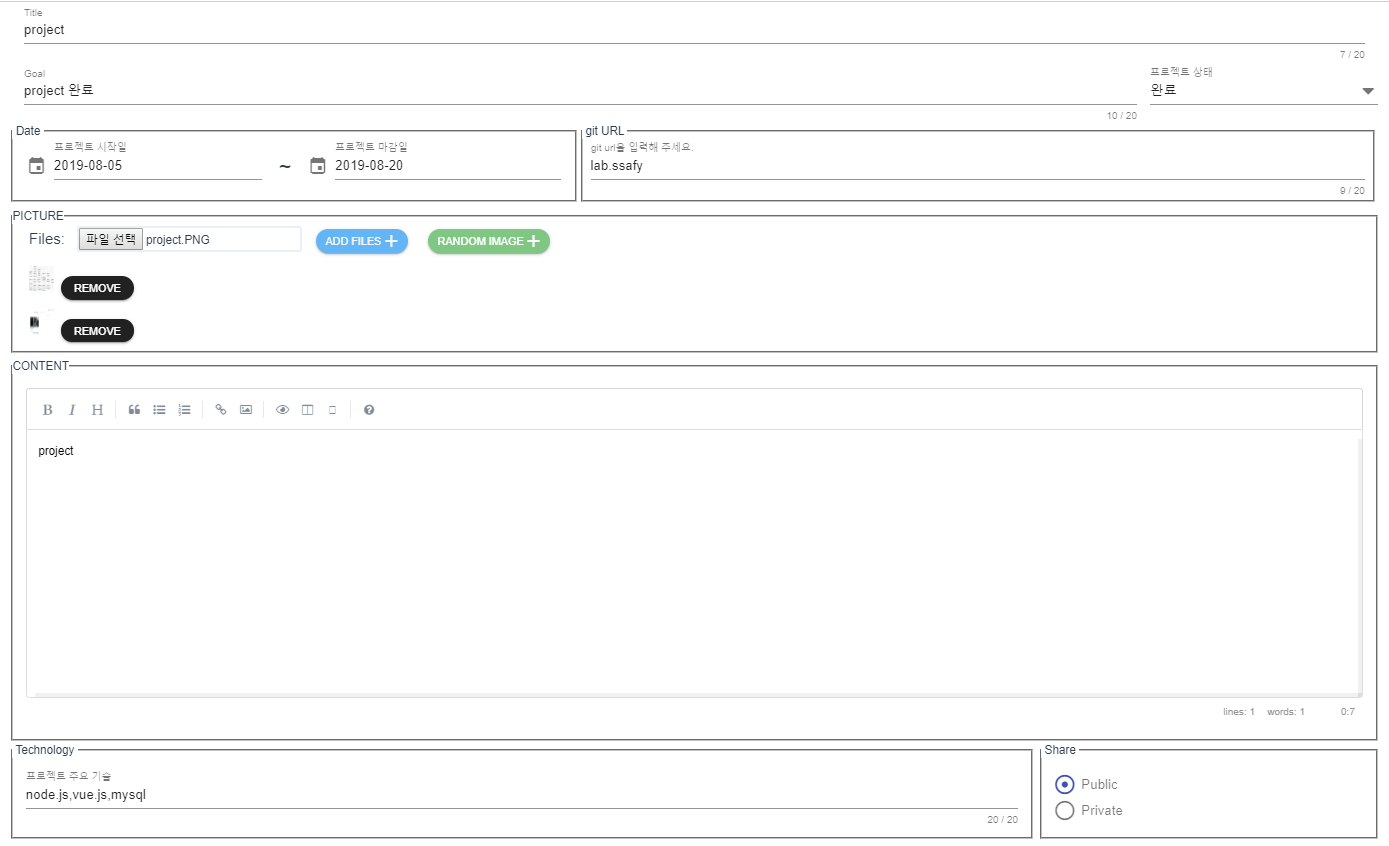 Title
project
7 / 20
Goal
project 완료
10 / 20
프로젝트 상태
완료
Date
프로젝트 시작일
2019-08-05
~
프로젝트 마감일
2019-08-20
git URL
git url을 입력해 주세요.
lab.ssafy
9 / 20
PICTURE
Files: 파일 선택 project.PNG ADD FILES + RANDOM IMAGE +
REMOVE
REMOVE
CONTENT
B I H
project
lines: 1 words: 1 0:7
Technology
프로젝트 주요 기술
node.js,vue.js,mysql
20 / 20
Share
Public
Private